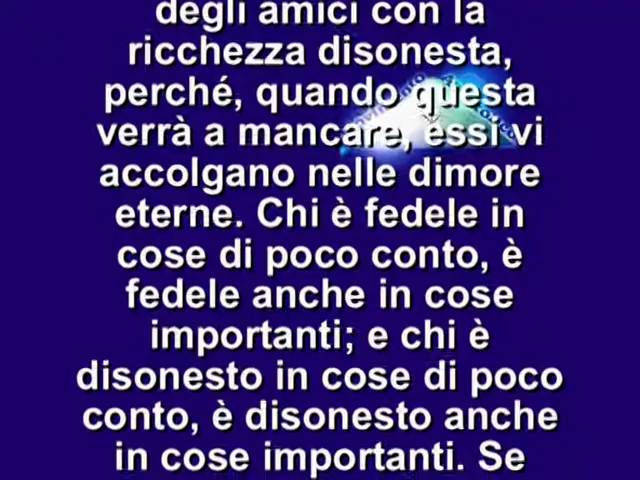 degli amici con la
ricchezza disonesta,
perché, quando questa
verrà a mancare, essi vi
accolgano nelle dimore
eterne. Chi è fedele in
cose di poco conto, è
fedele anche in cose
importanti; e chi è
disonesto in cose di poco
conto, è disonesto anche
in cose importanti. Se